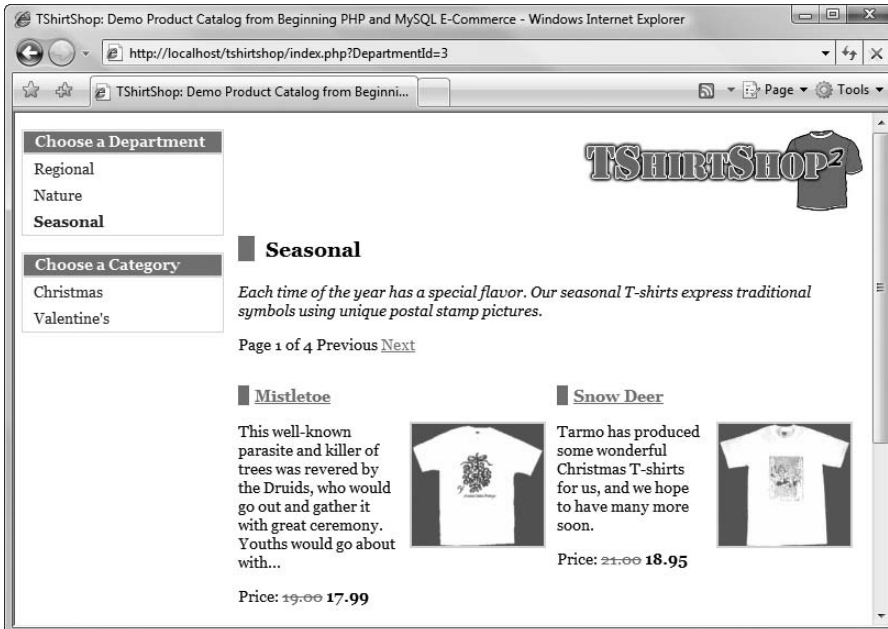 TShirtShop: Demo Product Catalog from Beginning PHP and MySQL E-Commerce - Windows Internet Explorer
http://localhost/tshirtshop/index.php?DepartmentId=3
TShirtShop: Demo Product Catalog from Beginni...
Page
Tools
Choose a Department
Regional
Nature
Seasonal
Choose a Category
Christmas
Valentine's
TShirtShop²
Seasonal
Each time of the year has a special flavor. Our seasonal T-shirts express traditional
symbols using unique postal stamp pictures.
Page 1 of 4 Previous Next
Mistletoe
This well-known
parasite and killer of
trees was revered by
the Druids, who would
go out and gather it
with great ceremony.
Youths would go about
with...
Price: 19.00 17.99
Snow Deer
Tarmo has produced
some wonderful
Christmas T-shirts
for us, and we hope
to have many more
soon.
Price: 21.00 18.95